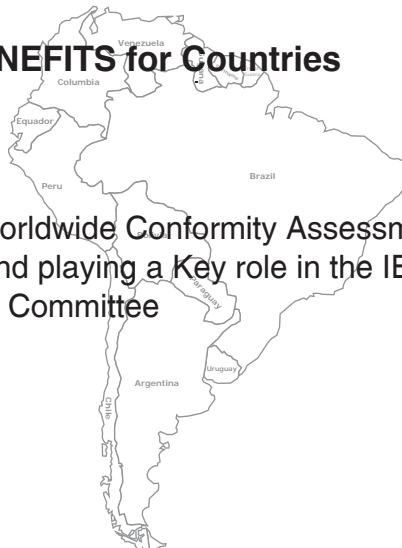 NEFITS for Countries
Venezuela
Columbia
Equador
Peru
Brazil
orldwide Conformity Assessm
nd playing a Key role in the IE
Committee
Paraguay
Uruguay
Argentina
Chile